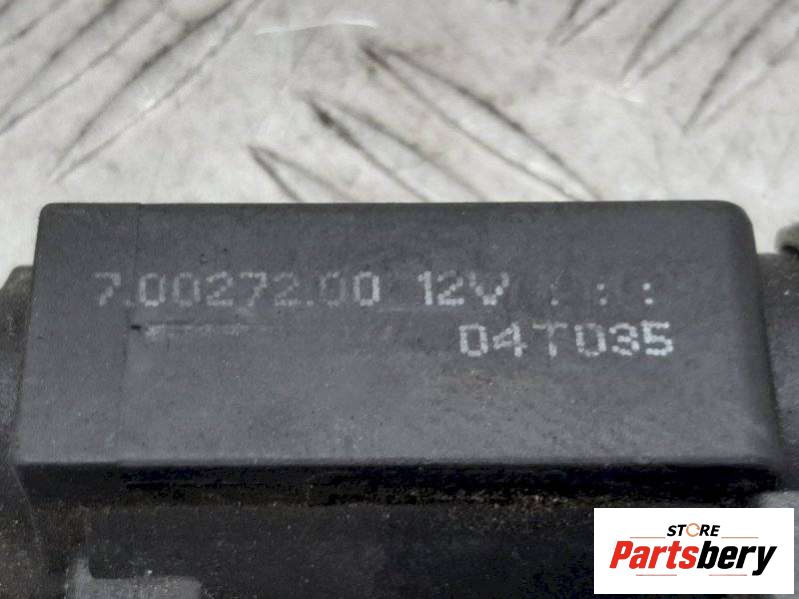 7.00272.00 12V : : :
04T035
STORE
Partsbery